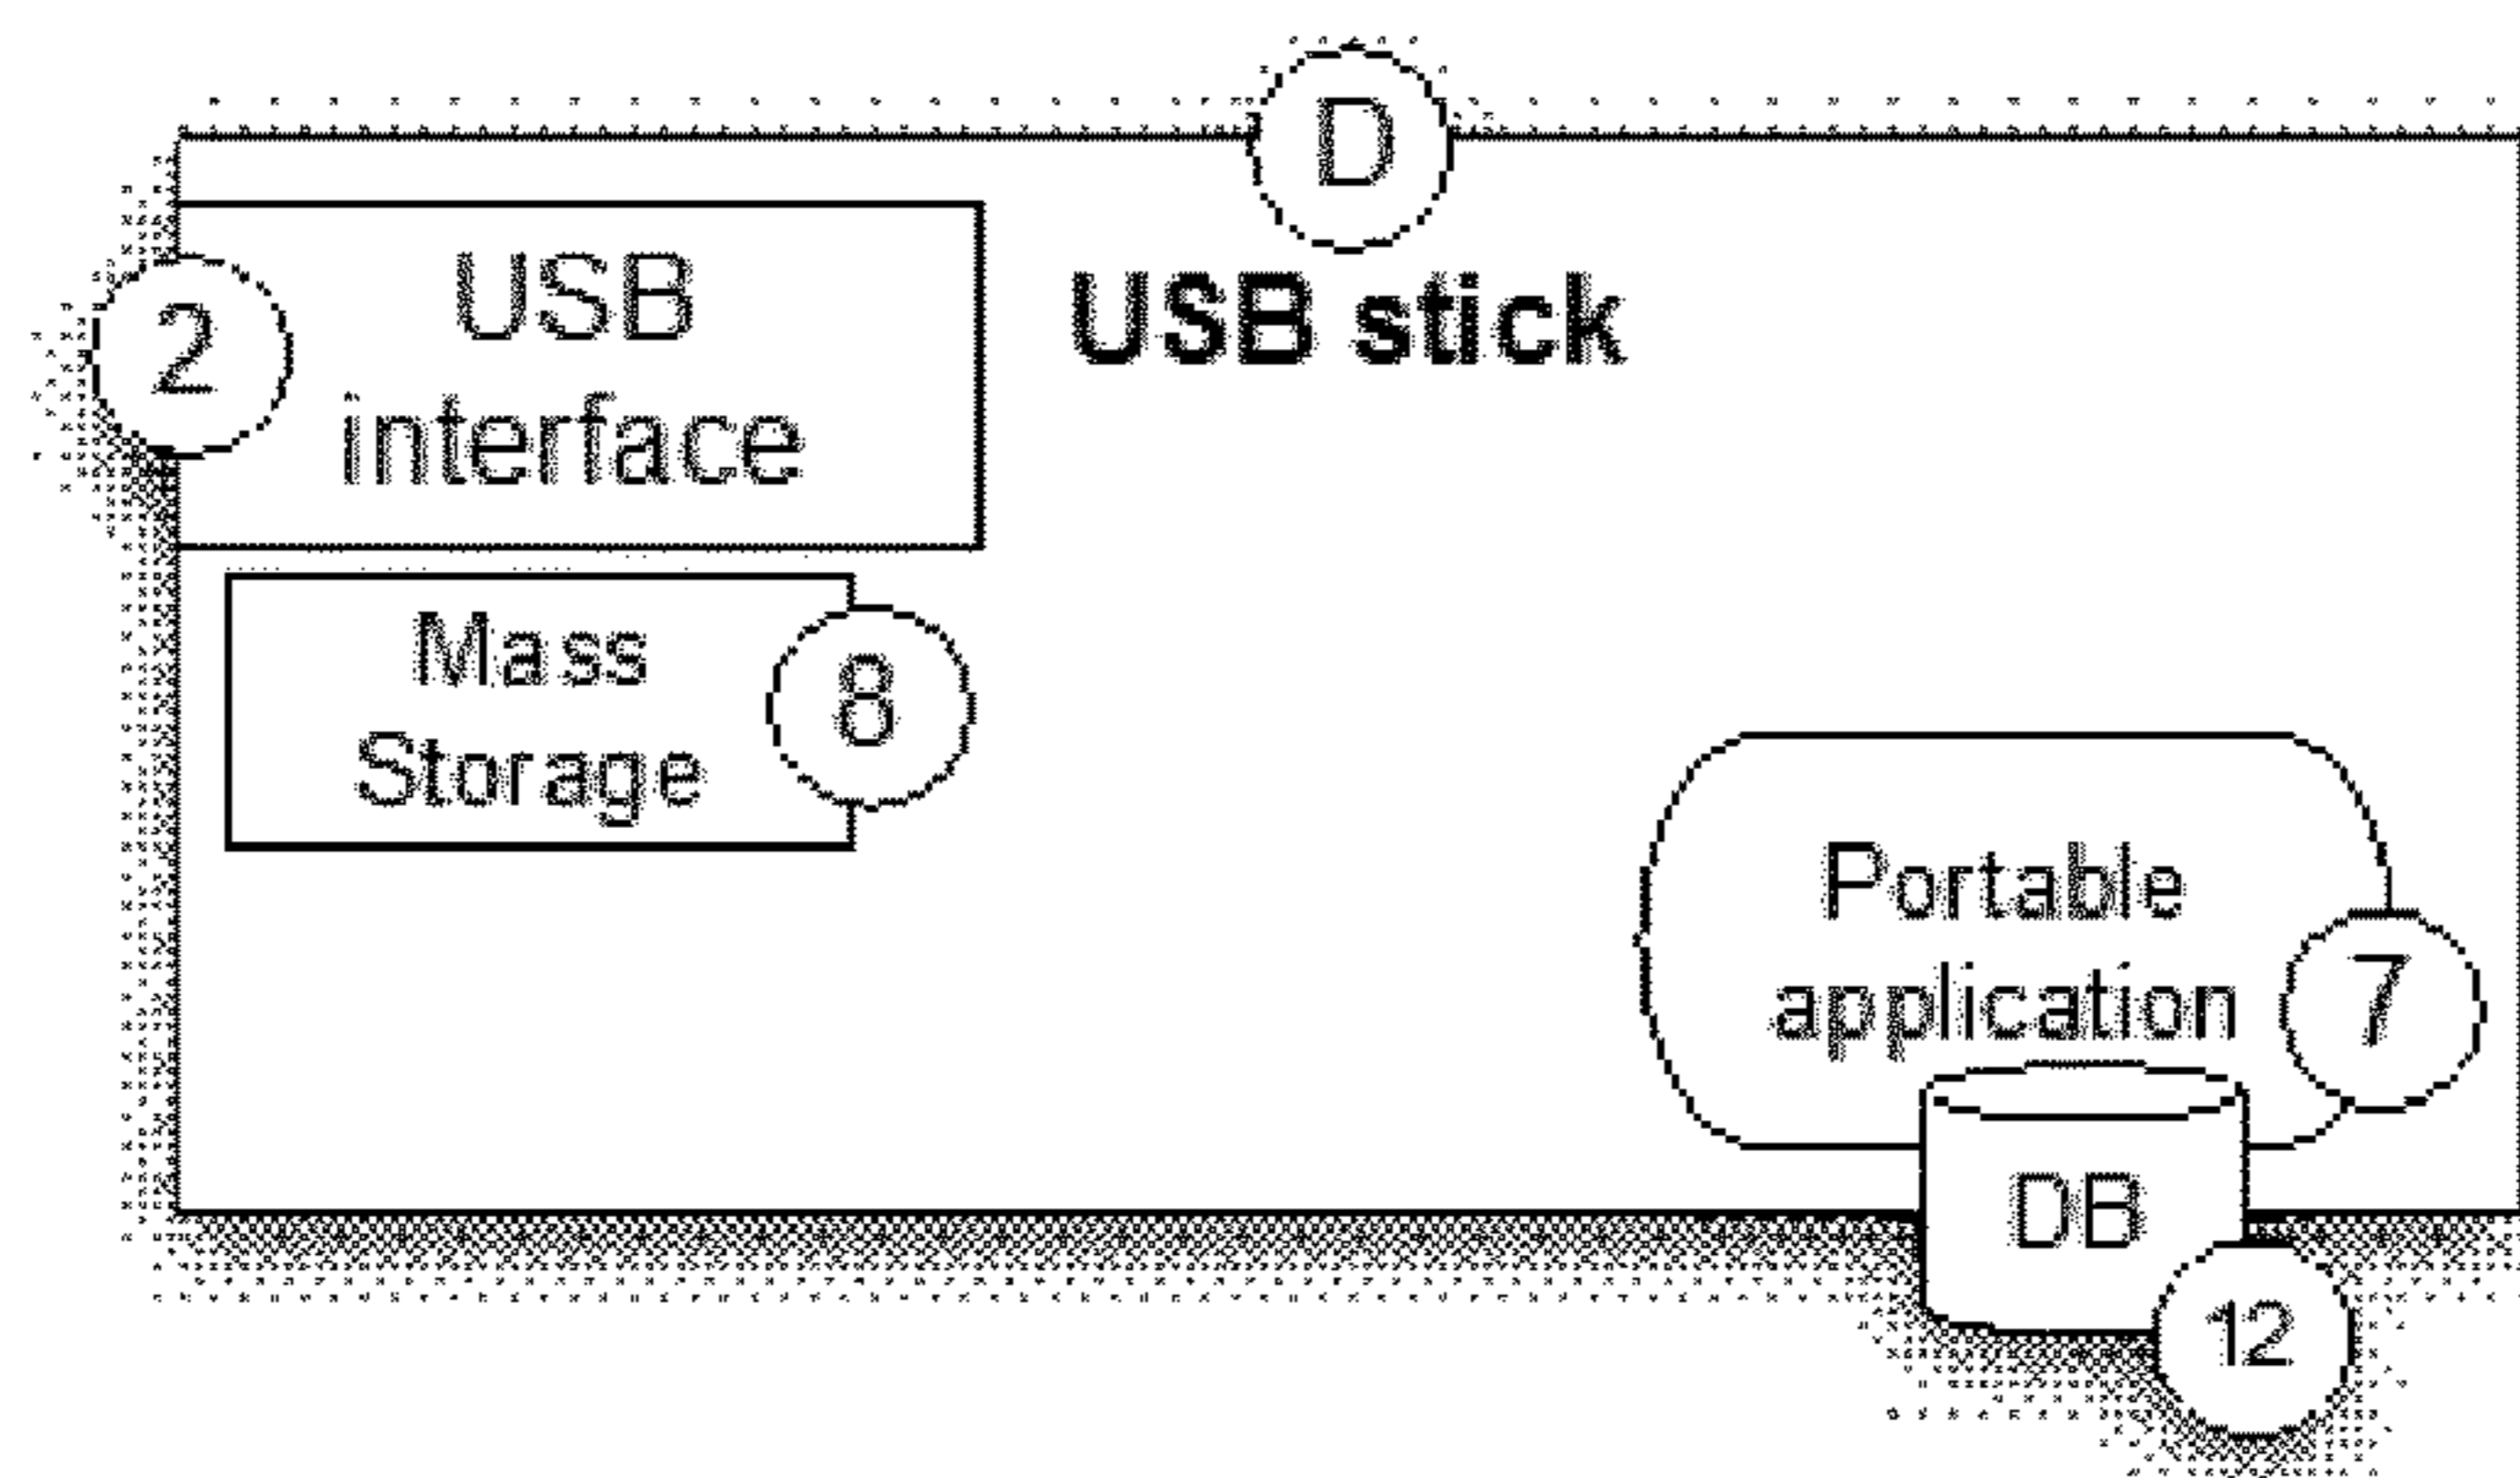 D
USB stick
2
USB
interface
Mass
Storage
8
Portable
application
7
DB
12